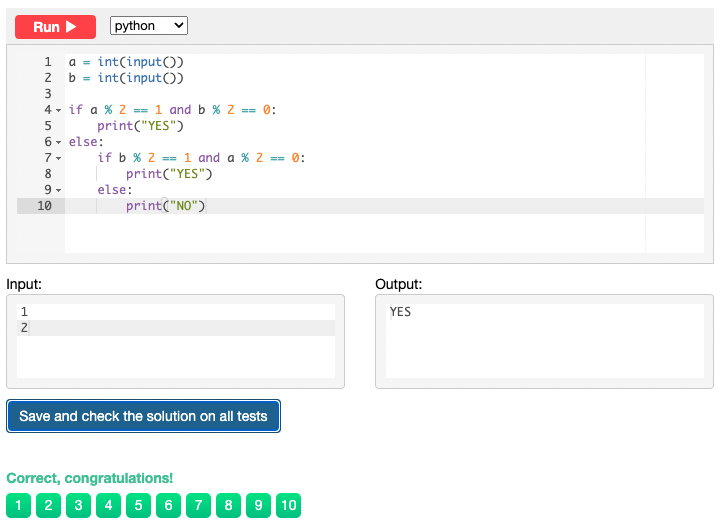 Run python
1 a = int(input())
2 b = int(input())
3
4 if a % 2 == 1 and b % 2 == 0:
5     print("YES")
6 else:
7     if b % 2 == 1 and a % 2 == 0:
8         print("YES")
9     else:
10         print("NO")
Input: Output:
1 YES
2
Save and check the solution on all tests
Correct, congratulations!
1 2 3 4 5 6 7 8 9 10